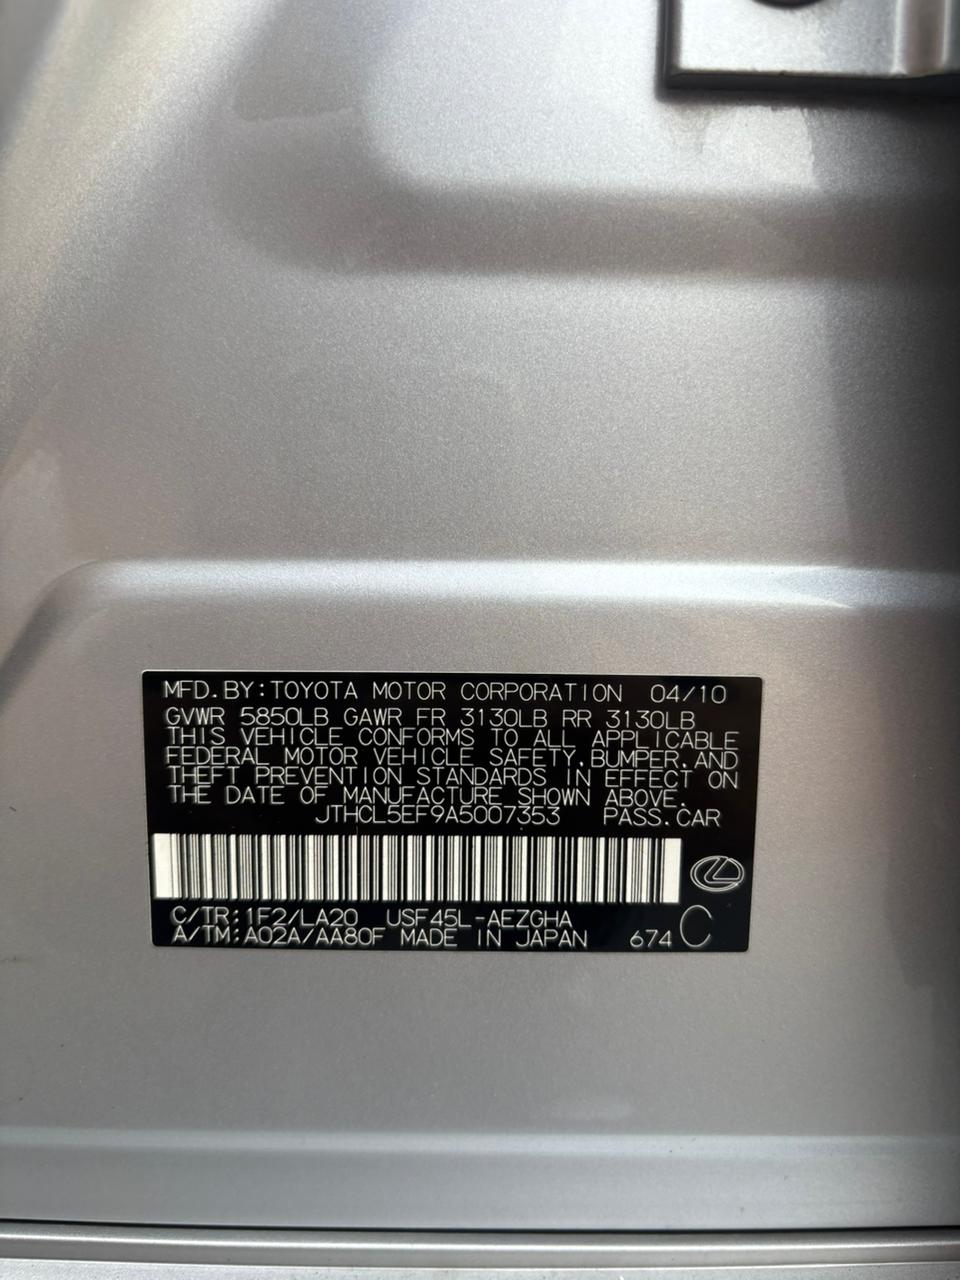 MFD.BY:TOYOTA MOTOR CORPORATION 04/10
GVWR 5850LB GAWR FR 3130LB RR 3130LB
THIS VEHICLE CONFORMS TO ALL APPLICABLE
FEDERAL MOTOR VEHICLE SAFETY,BUMPER,AND
THEFT PREVENTION STANDARDS IN EFFECT ON
THE DATE OF MANUFACTURE SHOWN ABOVE.
JTHCL5EF9A5007353 PASS.CAR
C/TR:1F2/LA20 USF45L-AEZGHA
A/TM:A02A/AA80F MADE IN JAPAN 674 C